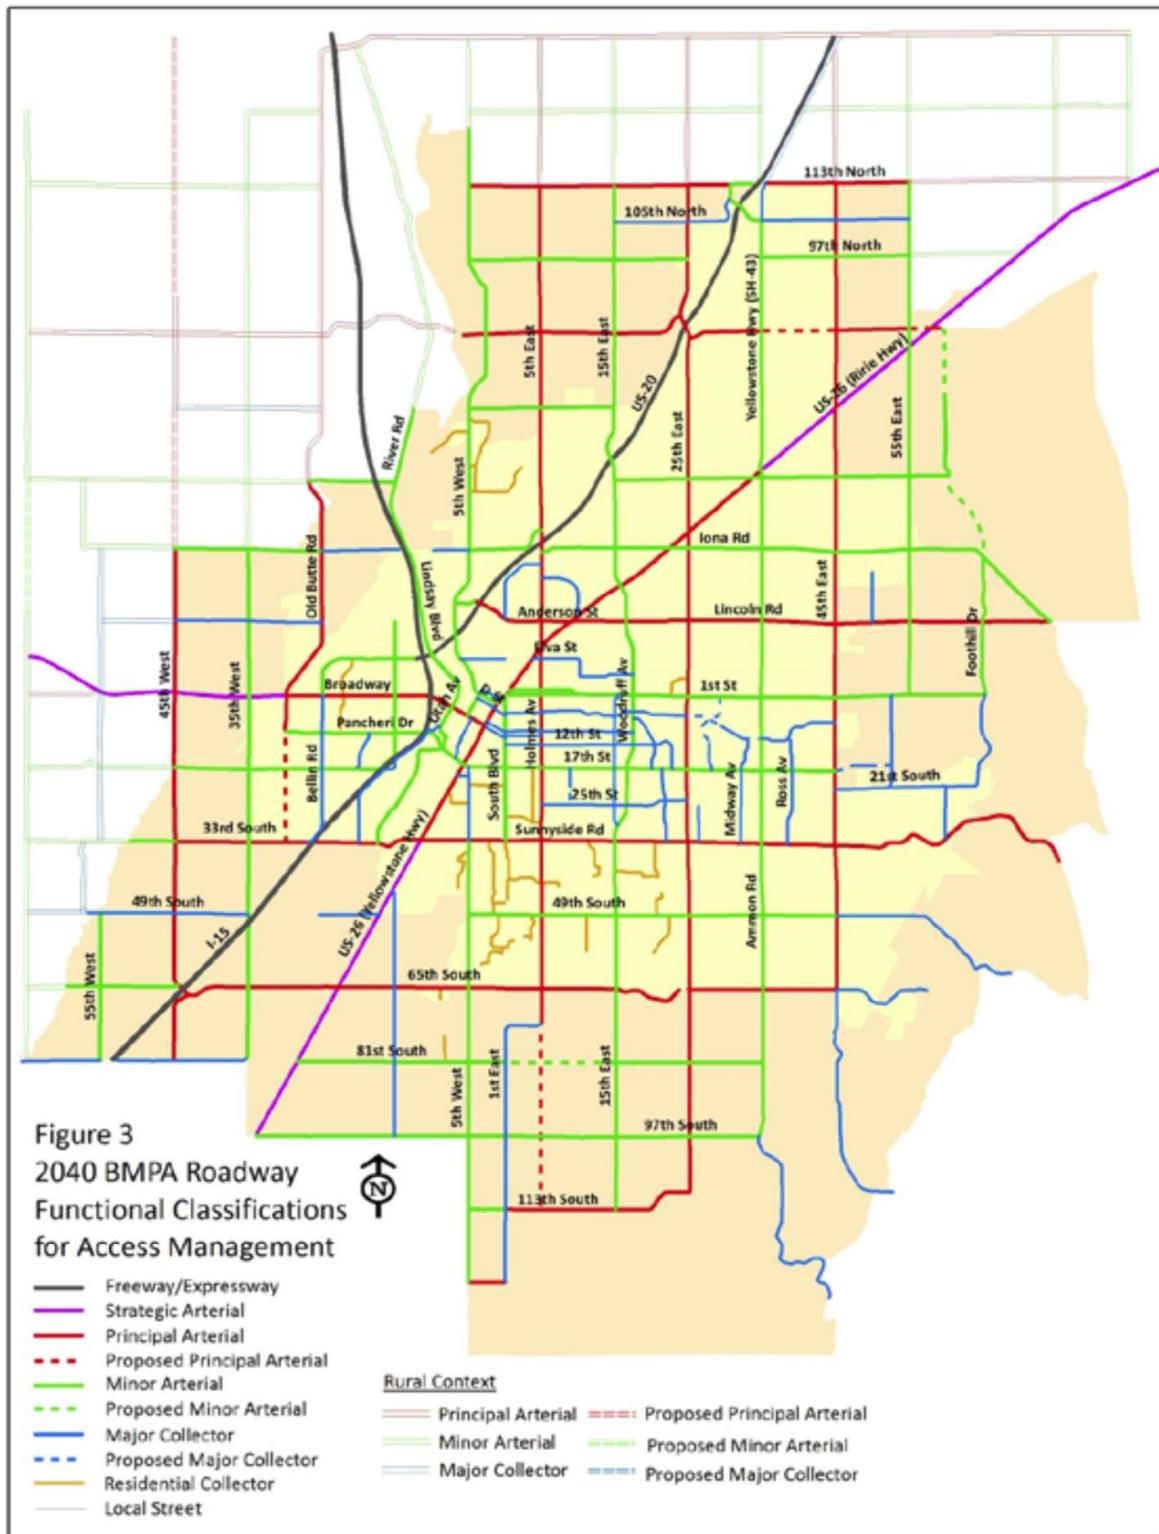 113th North
105th North
97th North
Yellowstone Hwy (SH-43)
5th East
15th East
US-20
25th East
US-26 (Ririe Hwy)
55th East
River Rd
5th West
Iona Rd
Old Butte Rd
Lindsay Blvd
45th East
Anderson St
Lincoln Rd
Foothill Dr
Elva St
45th West
35th West
Broadway
Utah Av
D St
Woodruff Av
1st St
Pancheri Dr
Holmes Av
12th St
17th St
Bellin Rd
South Blvd
25th St
Midway Av
Ross Av
21st South
33rd South
Sunnyside Rd
US-26 (Yellowstone Hwy)
49th South
49th South
Ammon Rd
I-15
55th West
65th South
81st South
5th West
1st East
15th East
97th South
113th South
Figure 3
2040 BMPA Roadway
Functional Classifications
for Access Management
N
Freeway/Expressway
Strategic Arterial
Principal Arterial
Proposed Principal Arterial
Minor Arterial
Proposed Minor Arterial
Major Collector
Proposed Major Collector
Residential Collector
Local Street
Rural Context
Principal Arterial
Proposed Principal Arterial
Minor Arterial
Proposed Minor Arterial
Major Collector
Proposed Major Collector